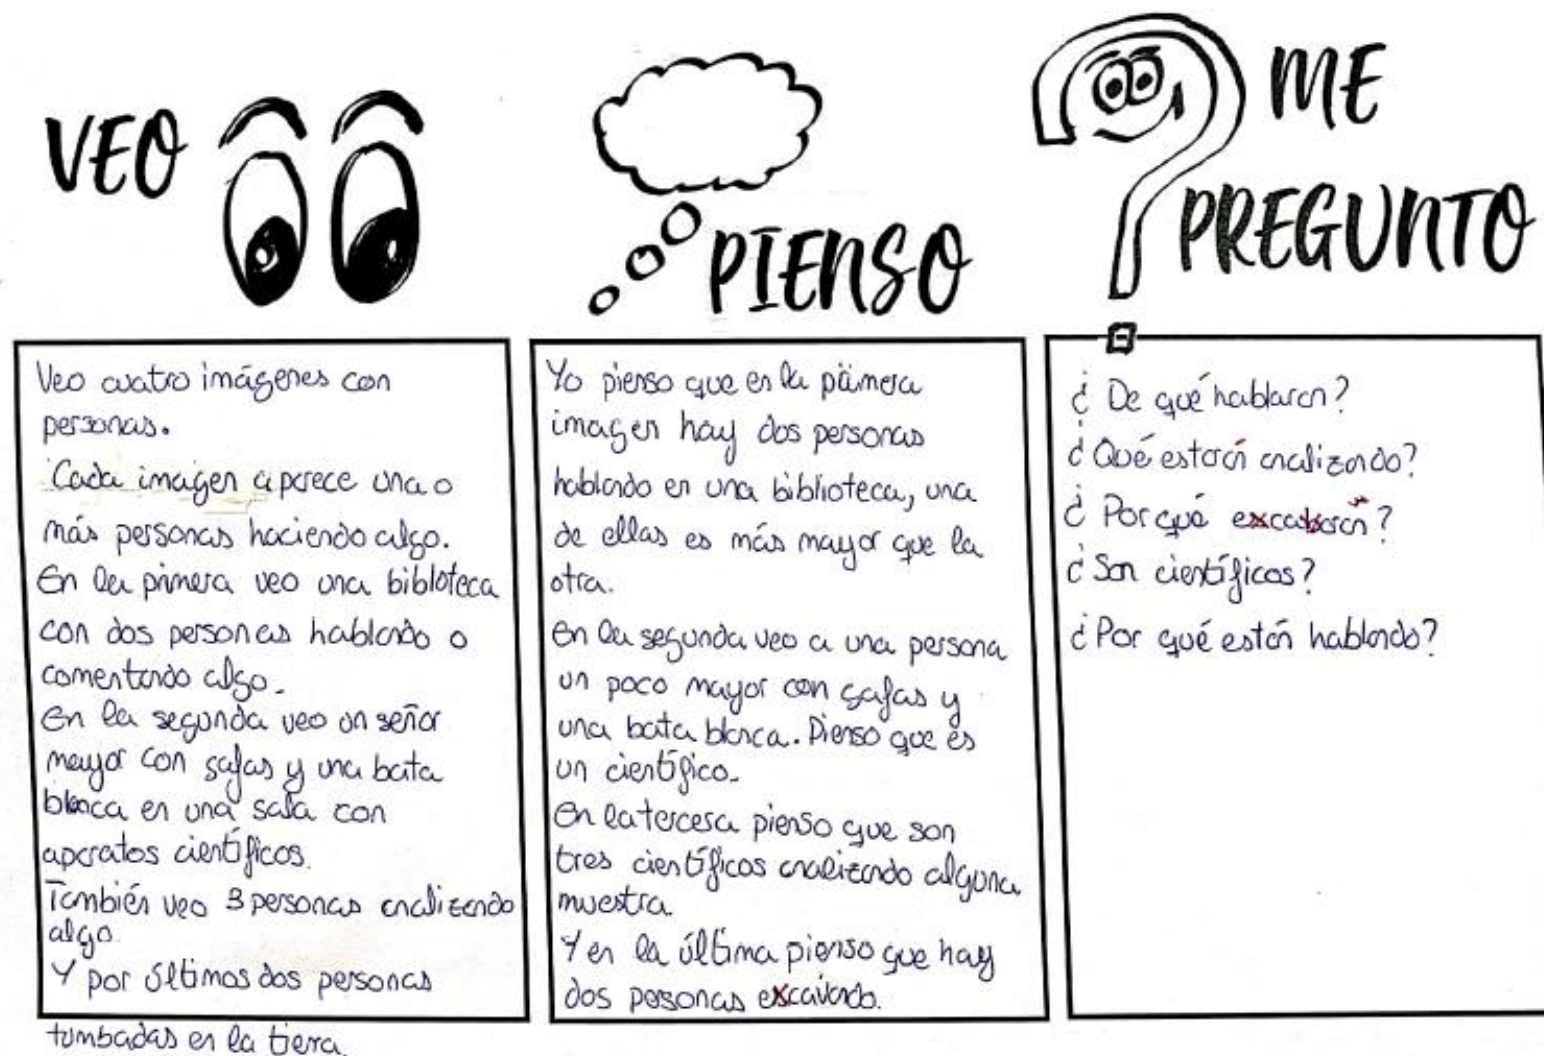 VEO
PIENSO
ME
PREGUNTO
Veo cuatro imágenes con
personas.
Cada imagen aparece una o
más personas haciendo algo.
En la primera veo una bibloteca
con dos personas hablando o
comentando algo.
En la segunda veo un señor
mayor con gafas y una bata
blanca en una sala con
aparatos científicos.
También veo 3 personas analizando
algo.
Y por últimos dos personas
tumbadas en la tierra.
Yo pienso que en la primera
imagen hay dos personas
hablando en una biblioteca, una
de ellas es más mayor que la
otra.
En la segunda veo a una persona
un poco mayor con gafas y
una bata blanca. Pienso que es
un científico.
En la tercera pienso que son
tres científicos analizando alguna
muestra.
Y en la última pienso que hay
dos personas excavando.
¿De qué hablaran?
¿Qué estarán analizando?
¿Por qué excabarán?
¿Son científicos?
¿Por qué están hablando?